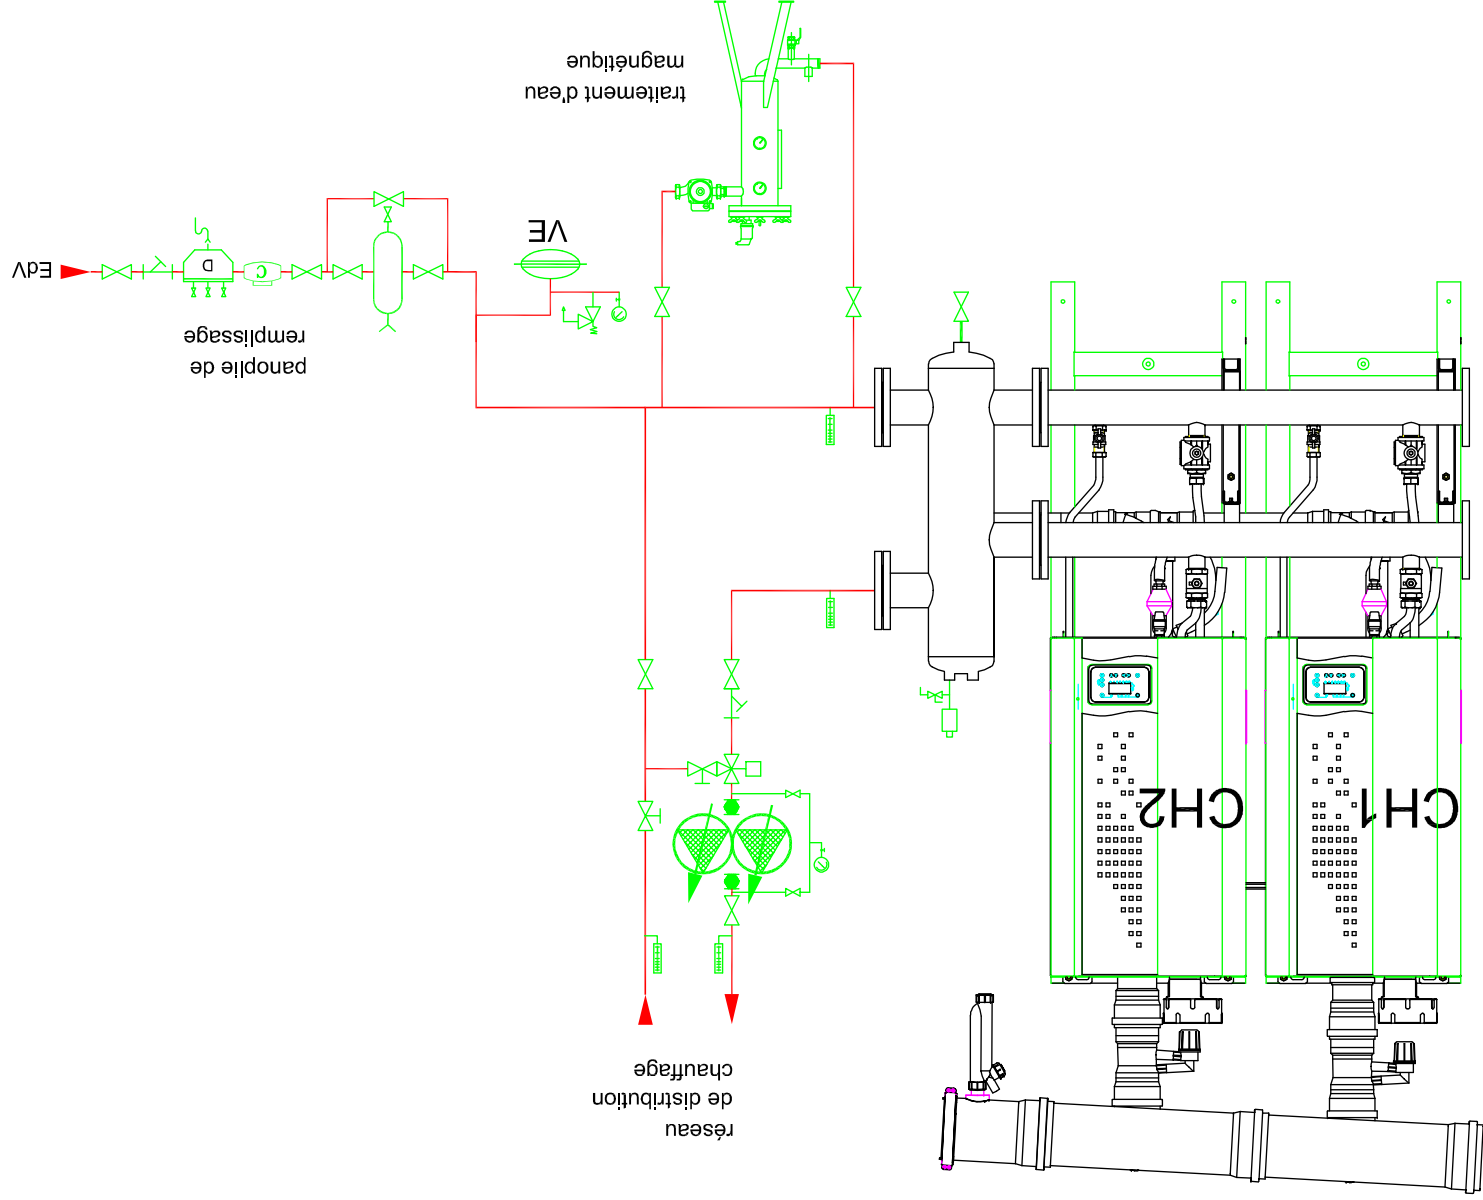 réseau
de distribution
chauffage
CH1
CH2
panoplie de
remplissage
EdV
D
C
VE
traitement d'eau
magnétique